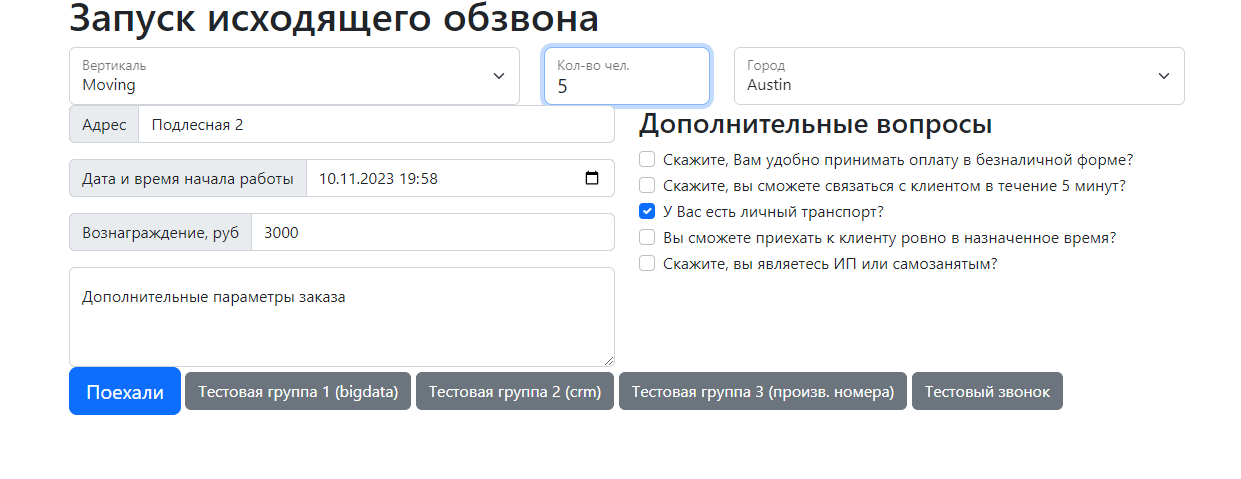 Запуск исходящего обзвона
Вертикаль
Moving
Кол-во чел.
5
Город
Austin
Адрес Подлесная 2
Дата и время начала работы 10.11.2023 19:58
Вознаграждение, руб 3000
Дополнительные параметры заказа
Дополнительные вопросы
Скажите, Вам удобно принимать оплату в безналичной форме?
Скажите, вы сможете связаться с клиентом в течение 5 минут?
У Вас есть личный транспорт?
Вы сможете приехать к клиенту ровно в назначенное время?
Скажите, вы являетесь ИП или самозанятым?
Поехали Тестовая группа 1 (bigdata) Тестовая группа 2 (crm) Тестовая группа 3 (произв. номера) Тестовый звонок